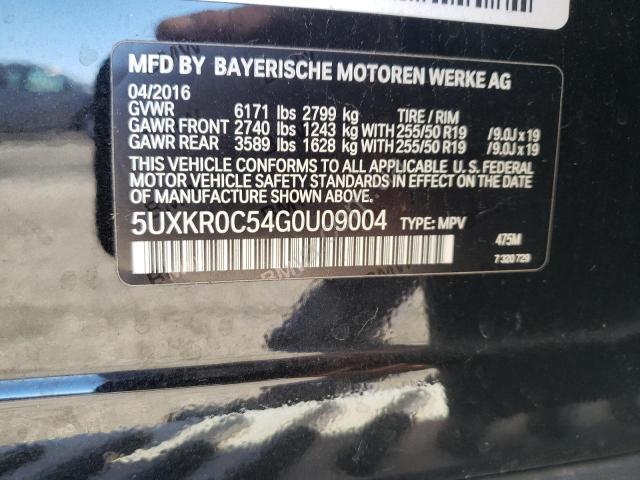 MFD BY BAYERISCHE MOTOREN WERKE AG
04/2016
GVWR 6171 lbs 2799 kg TIRE / RIM
GAWR FRONT 2740 lbs 1243 kg WITH 255/50 R19 /9.0J x 19
GAWR REAR 3589 lbs 1628 kg WITH 255/50 R19 /9.0J x 19
THIS VEHICLE CONFORMS TO ALL APPLICABLE U. S. FEDERAL
MOTOR VEHICLE SAFETY STANDARDS IN EFFECT ON THE DATE
OF MANUFACTURE SHOWN ABOVE.
5UXKR0C54G0U09004 TYPE: MPV
475M
7 320 729